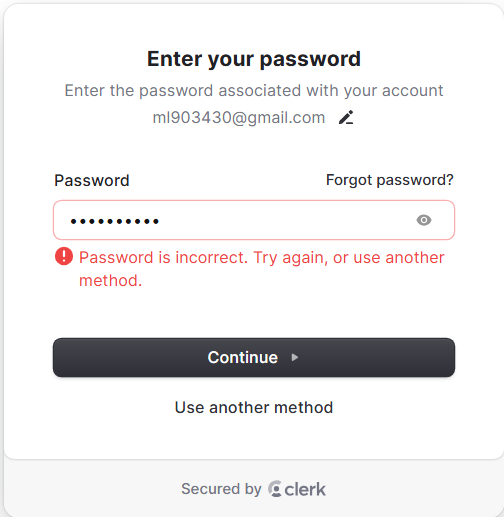 Enter your password
Enter the password associated with your account
ml903430@gmail.com
Password
Forgot password?
••••••••••
Password is incorrect. Try again, or use another
method.
Continue
Use another method
Secured by clerk